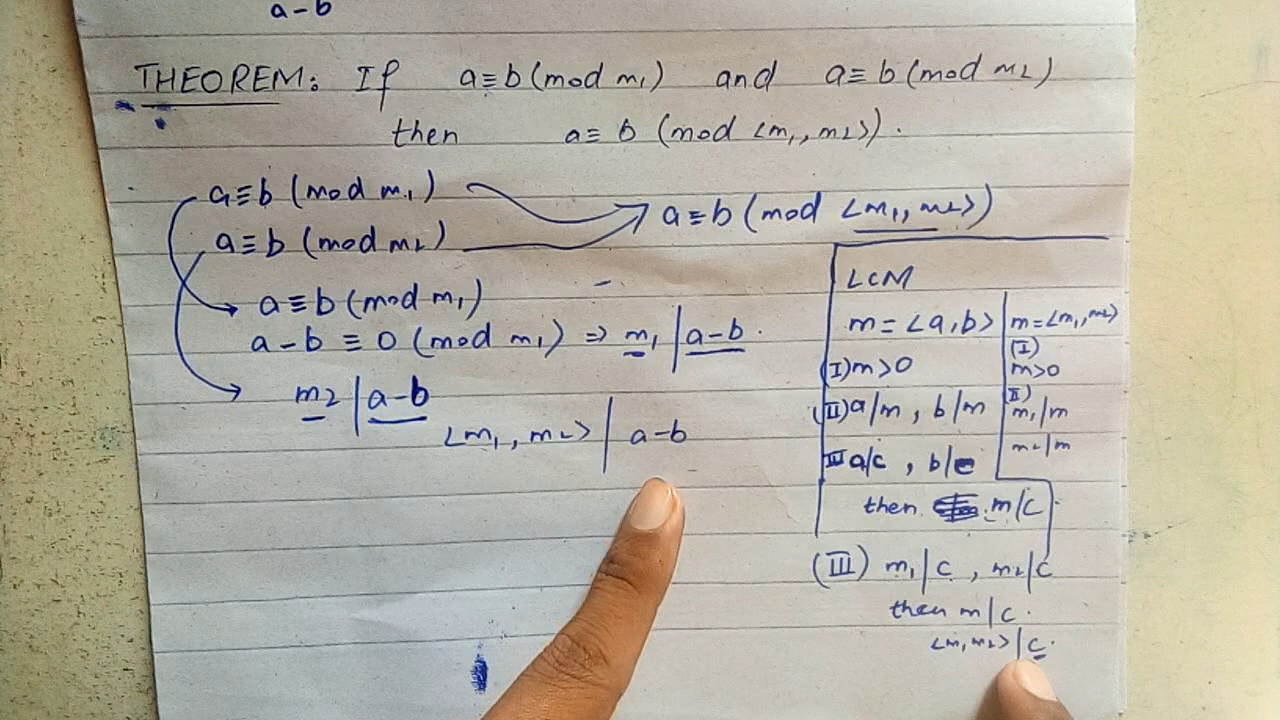 a-b
THEOREM: If a≡b (mod m₁) and a≡b (mod m₂)
then a≡ b (mod <m₁, m₂>).
a≡b (mod m₁)
a≡b (mod m₂)
a≡b (mod <m₁, m₂>)
a≡b (mod m₁)
a-b ≡ 0 (mod m₁) ⇒ m₁ | a-b.
m₂ | a-b
<m₁, m₂> | a-b
LCM
m = <a, b>
(I) m>0
(II) a/m, b/m
III a/c, b/c
then m/c
m=<m₁, m₂>
(I)
m>0
II)
m₁/m
m₂/m
(III) m₁|c, m₂|c
then m|c.
<m, m₂>|c.